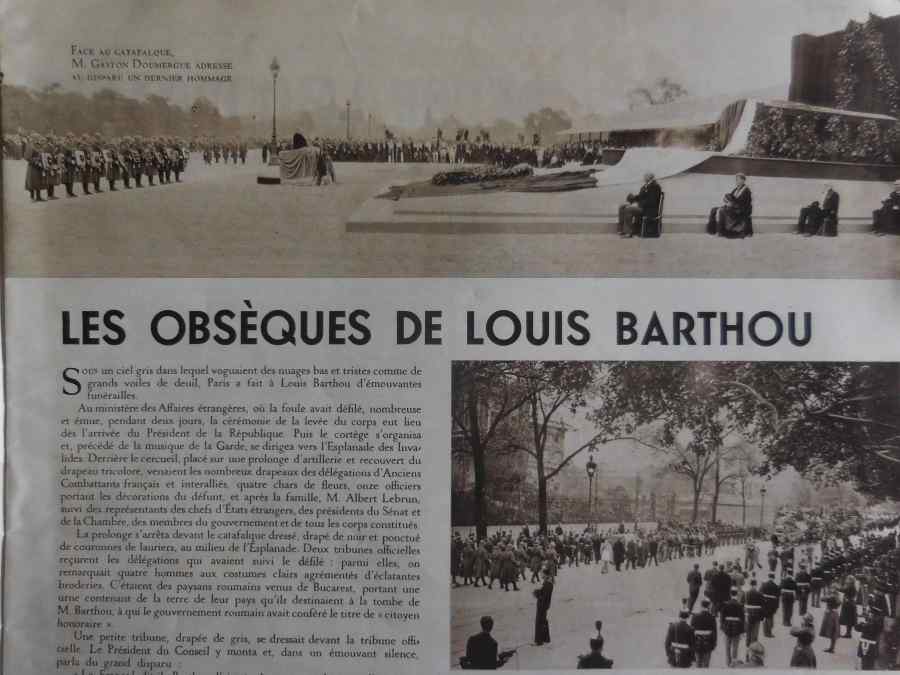 FACE AU CATAFALQUE,
M. GASTON DOUMERGUE ADRESSE
AU DISPARU UN DERNIER HOMMAGE
LES OBSÈQUES DE LOUIS BARTHOU
Sous un ciel gris dans lequel voguaient des nuages bas et tristes comme de
grands voiles de deuil, Paris a fait à Louis Barthou d'émouvantes
funérailles.
Au ministère des Affaires étrangères, où la foule avait défilé, nombreuse
et émue, pendant deux jours, la cérémonie de la levée du corps eut lieu
dès l'arrivée du Président de la République. Puis le cortège s'organisa
et, précédé de la musique de la Garde, se dirigea vers l'Esplanade des Inva-
lides. Derrière le cercueil, placé sur une prolonge d'artillerie et recouvert du
drapeau tricolore, venaient les nombreux drapeaux des délégations d'Anciens
Combattants français et interalliés, quatre chars de fleurs, onze officiers
portant les décorations du défunt, et après la famille, M. Albert Lebrun,
suivi des représentants des chefs d'États étrangers, des présidents du Sénat et
de la Chambre, des membres du gouvernement et de tous les corps constitués.
La prolonge s'arrêta devant le catafalque dressé, drapé de noir et ponctué
de couronnes de lauriers, au milieu de l'Esplanade. Deux tribunes officielles
reçurent les délégations qui avaient suivi le défilé : parmi elles, on
remarquait quatre hommes aux costumes clairs agrémentés d'éclatantes
broderies. C'étaient des paysans roumains venus de Bucarest, portant une
urne contenant de la terre de leur pays qu'ils destinaient à la tombe de
M. Barthou, à qui le gouvernement roumain avait conféré le titre de « citoyen
honoraire ».
Une petite tribune, drapée de gris, se dressait devant la tribune offi-
cielle. Le Président du Conseil y monta et, dans un émouvant silence,
parla du grand disparu :